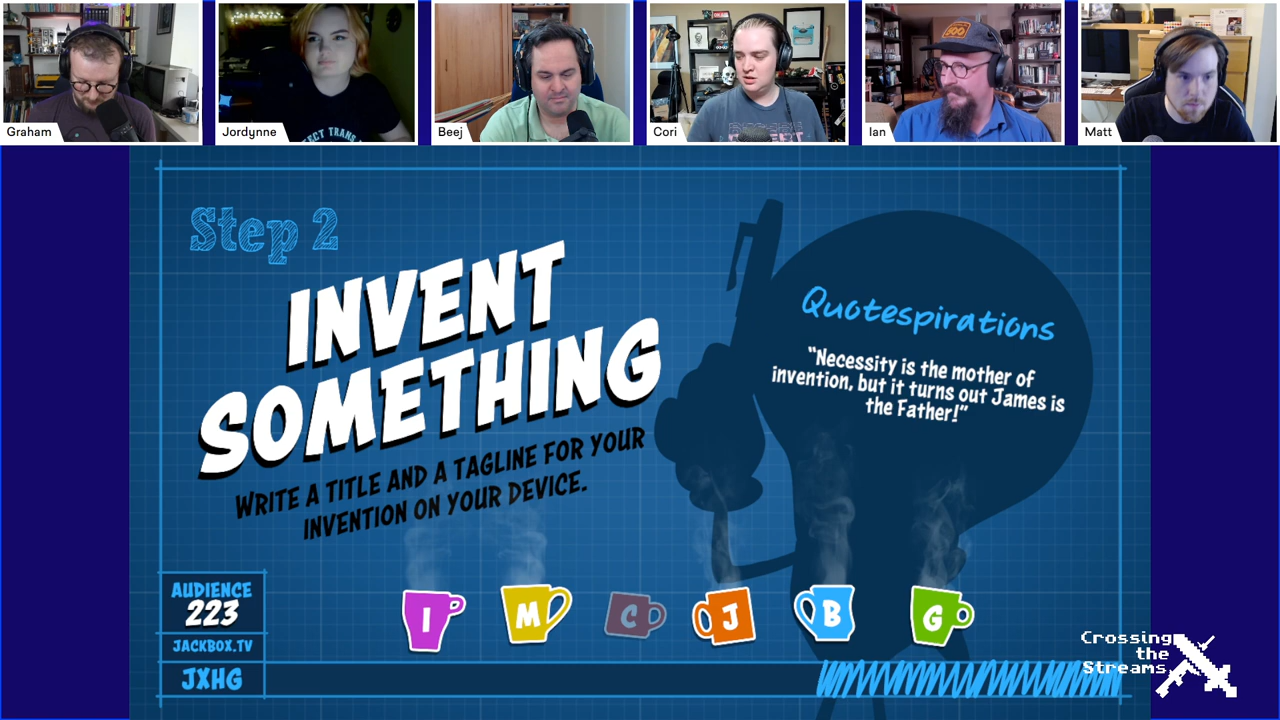 Graham
Jordynne
Beej
Cori
Ian
Matt
Step 2
INVENT
SOMETHING
WRITE A TITLE AND A TAGLINE FOR YOUR
INVENTION ON YOUR DEVICE.
Quotespirations
"Necessity is the mother of
invention, but it turns out James is
the Father!"
I
M
C
J
B
G
AUDIENCE
223
JACKBOX.TV
JXHG
Crossing
the
Streams